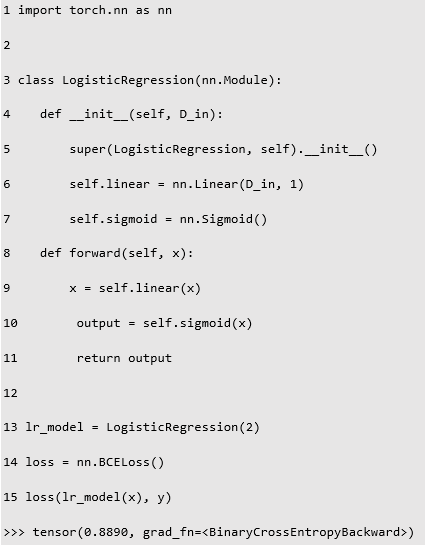 1 import torch.nn as nn
2
3 class LogisticRegression(nn.Module):
4    def __init__(self, D_in):
5        super(LogisticRegression, self).__init__()
6        self.linear = nn.Linear(D_in, 1)
7        self.sigmoid = nn.Sigmoid()
8    def forward(self, x):
9        x = self.linear(x)
10        output = self.sigmoid(x)
11        return output
12
13 lr_model = LogisticRegression(2)
14 loss = nn.BCELoss()
15 loss(lr_model(x), y)
>>> tensor(0.8890, grad_fn=<BinaryCrossEntropyBackward>)